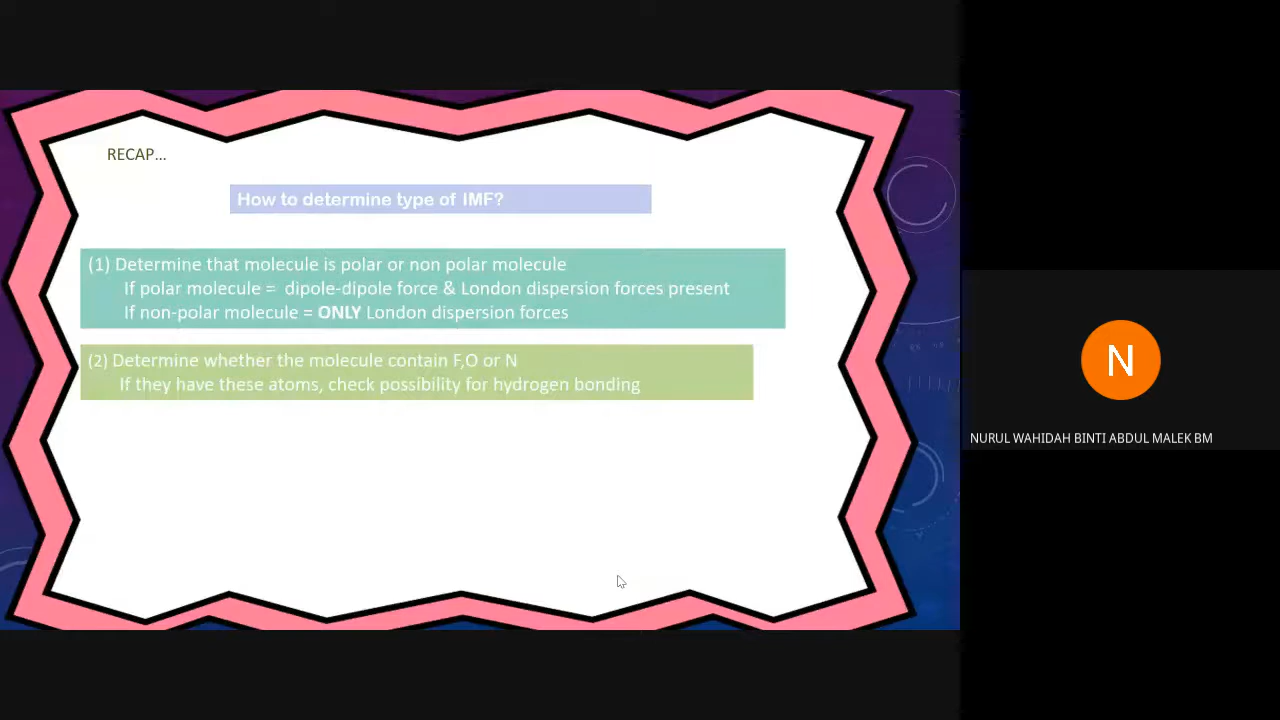 RECAP...
How to determine type of IMF?
(1) Determine that molecule is polar or non polar molecule
If polar molecule = dipole-dipole force & London dispersion forces present
If non-polar molecule = ONLY London dispersion forces
(2) Determine whether the molecule contain F,O or N
If they have these atoms, check possibility for hydrogen bonding
N
NURUL WAHIDAH BINTI ABDUL MALEK BM